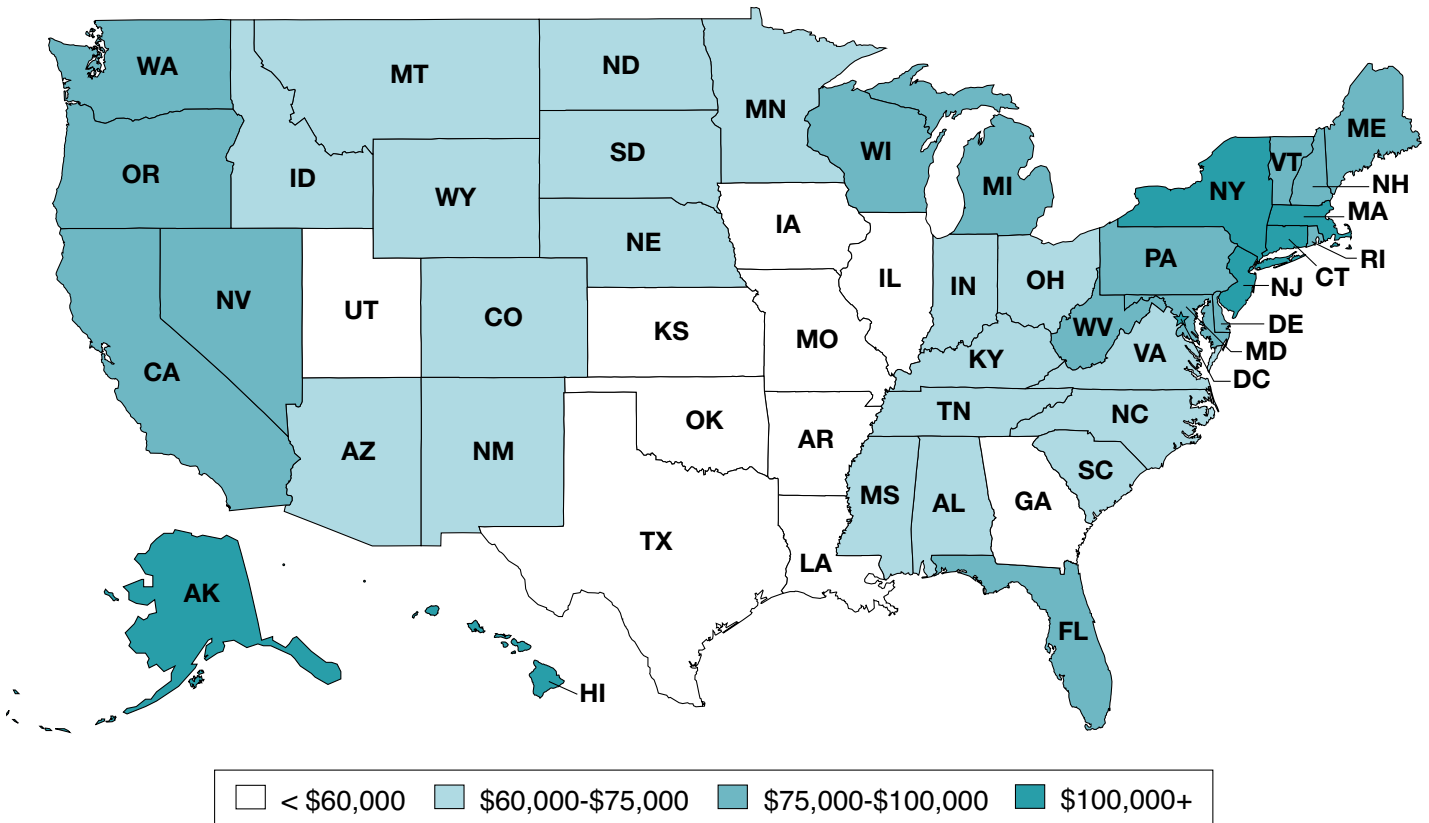 WA
MT
ND
MN
ME
WI
SD
OR
ID
MI
VT
NY
NH
WY
MA
IA
NE
RI
PA
CT
IL
IN
OH
NJ
NV
UT
CO
KS
MO
WV
DE
CA
KY
VA
MD
DC
TN
NC
OK
AR
AZ
NM
SC
MS
AL
GA
TX
LA
AK
FL
HI
< $60,000 $60,000-$75,000 $75,000-$100,000 $100,000+